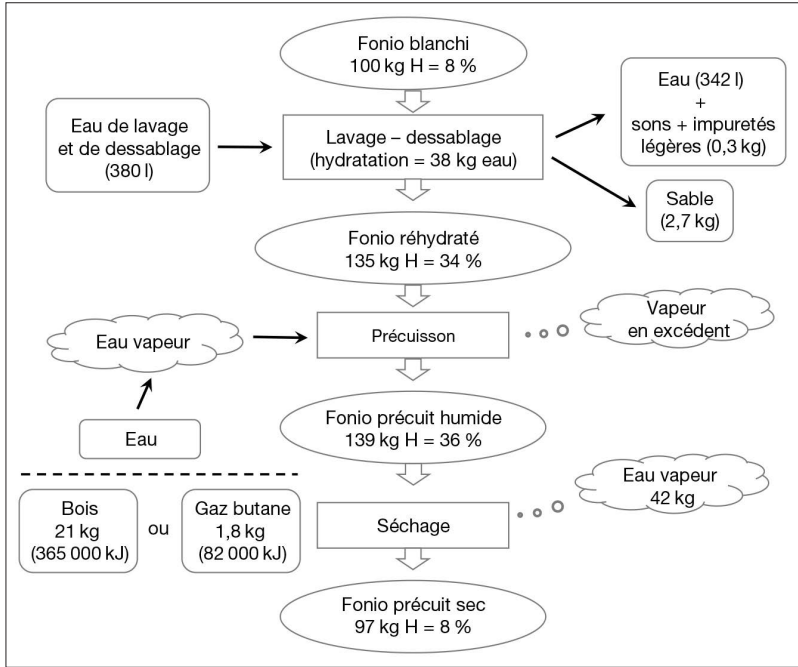 Fonio blanchi
100 kg H = 8 %
Eau de lavage
et de dessablage
(380 l)
Lavage – dessablage
(hydratation = 38 kg eau)
Eau (342 l)
+
sons + impuretés
légères (0,3 kg)
Sable
(2,7 kg)
Fonio réhydraté
135 kg H = 34 %
Eau vapeur
Précuisson
Vapeur
en excédent
Eau
Fonio précuit humide
139 kg H = 36 %
Bois
21 kg
(365 000 kJ)
ou
Gaz butane
1,8 kg
(82 000 kJ)
Séchage
Eau vapeur
42 kg
Fonio précuit sec
97 kg H = 8 %